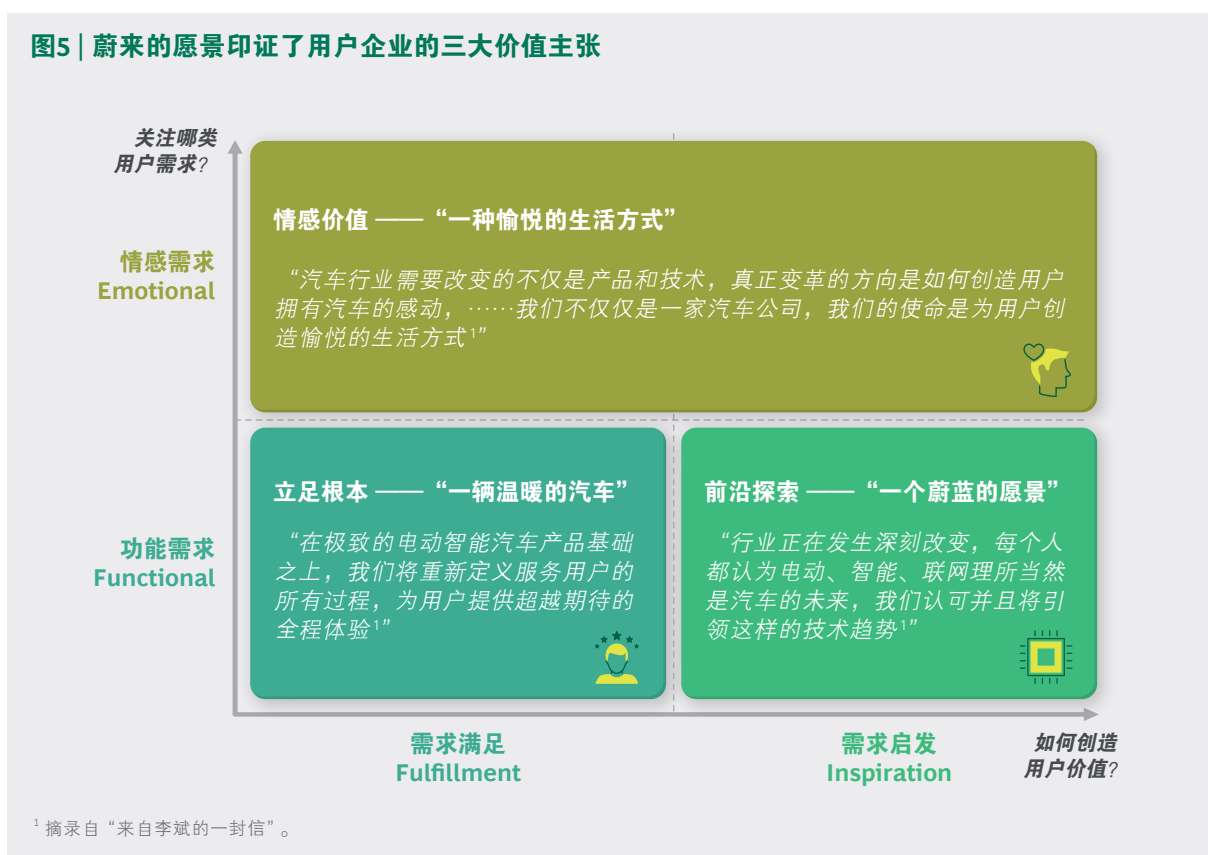 图5 | 蔚来的愿景印证了用户企业的三大价值主张
关注哪类
用户需求?
情感需求
Emotional
情感价值 —— “一种愉悦的生活方式”
“汽车行业需要改变的不仅是产品和技术，真正变革的方向是如何创造用户
拥有汽车的感动，……我们不仅仅是一家汽车公司，我们的使命是为用户创
造愉悦的生活方式¹”
功能需求
Functional
立足根本 —— “一辆温暖的汽车”
“在极致的电动智能汽车产品基础
之上，我们将重新定义服务用户的
所有过程，为用户提供超越期待的
全程体验¹”
前沿探索 —— “一个蔚蓝的愿景”
“行业正在发生深刻改变，每个人
都认为电动、智能、联网理所当然
是汽车的未来，我们认可并且将引
领这样的技术趋势¹”
需求满足
Fulfillment
需求启发
Inspiration
如何创造
用户价值?
¹ 摘录自“来自李斌的一封信”。